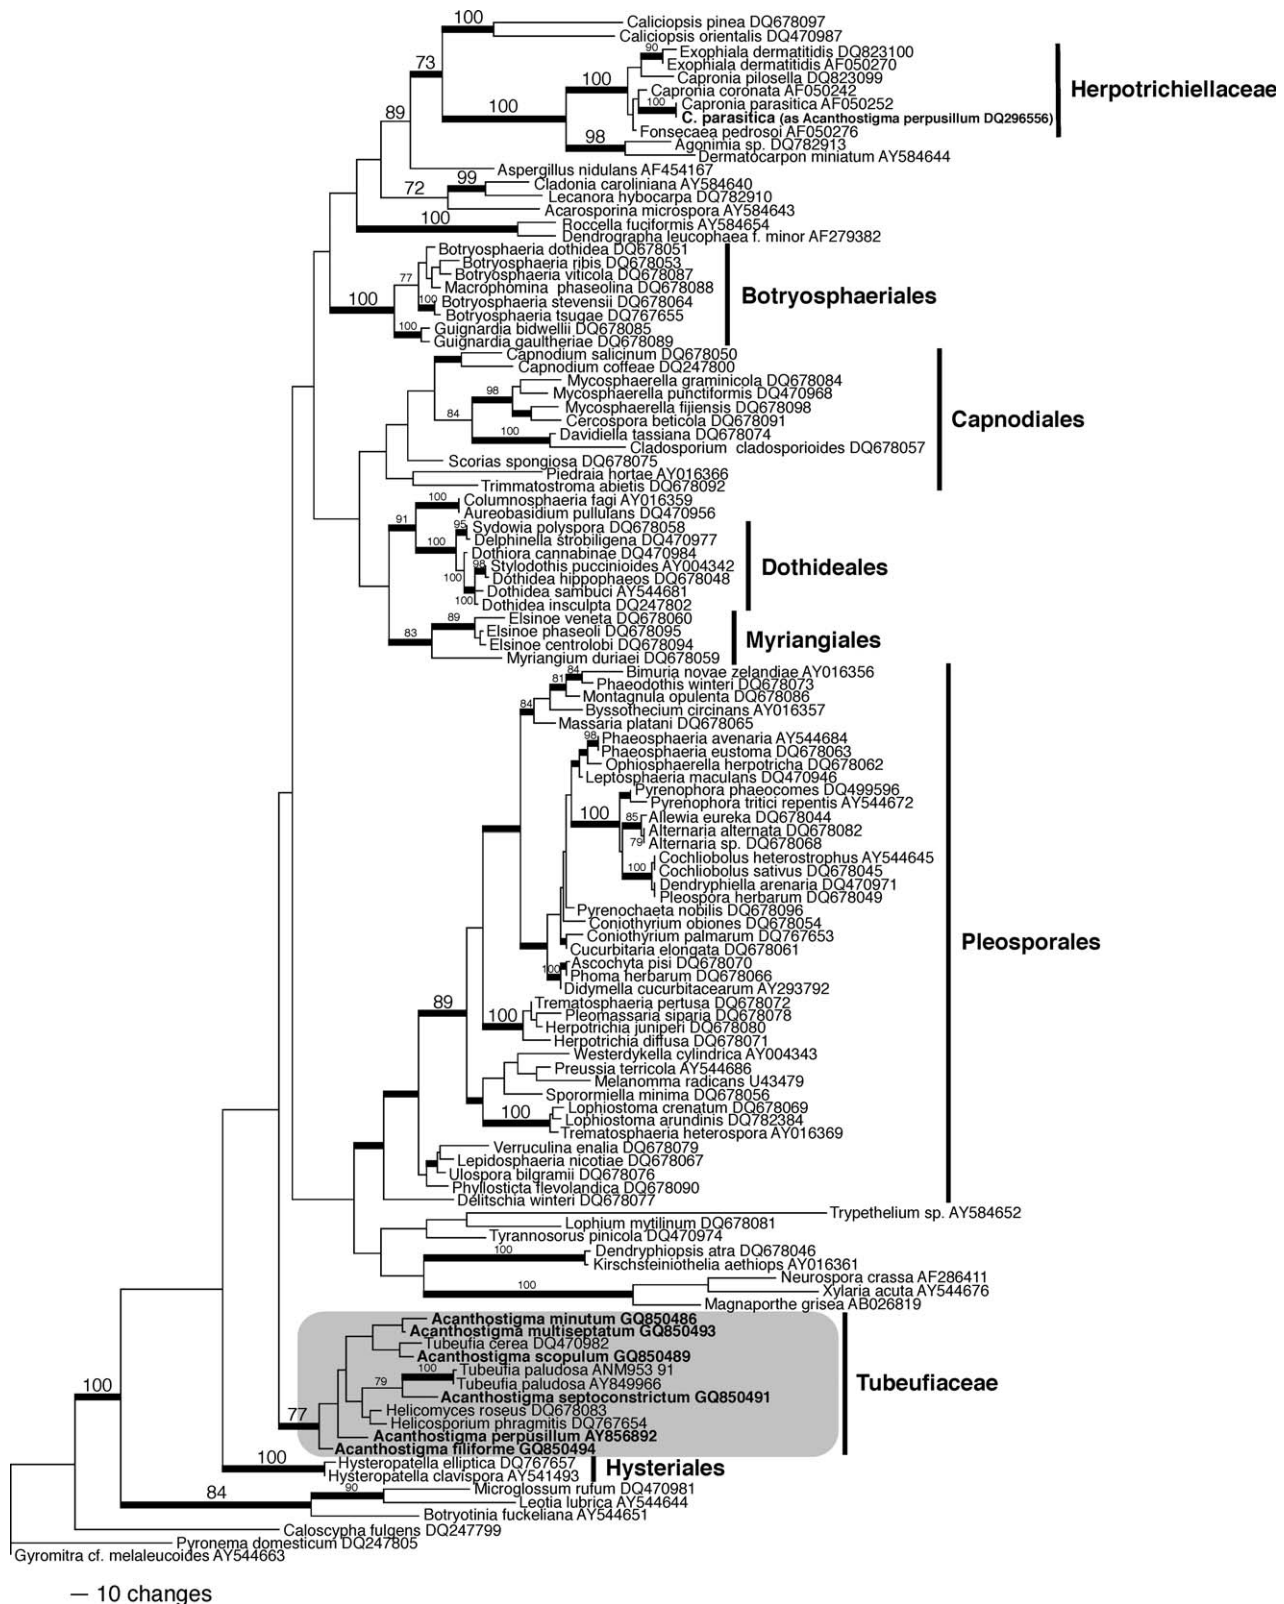 100
Caliciopsis pinea DQ678097
Caliciopsis orientalis DQ470987
73
90
Exophiala dermatitidis DQ823100
Exophiala dermatitidis AF050270
100
Capronia pilosella DQ823099
Capronia coronata AF050242
Herpotrichiellaceae
100
Capronia parasitica AF050252
89
100
C. parasitica (as Acanthostigma perpusillum DQ296556)
Fonsecaea pedrosoi AF050276
98
Agonimia sp. DQ782913
Dermatocarpon miniatum AY584644
Aspergillus nidulans AF454167
72
99
Cladonia caroliniana AY584640
Lecanora hybocarpa DQ782910
Acarosporina microspora AY584643
100
Roccella fuciformis AY584654
Dendrographa leucophaea f. minor AF279382
Botryosphaeria dothidea DQ678051
Botryosphaeria ribis DQ678053
77
Botryosphaeria viticola DQ678087
Macrophomina phaseolina DQ678088
100
100
Botryosphaeria stevensii DQ678064
Botryosphaeriales
Botryosphaeria tsugae DQ767655
100
Guignardia bidwellii DQ678085
Guignardia gaultheriae DQ678089
Capnodium salicinum DQ678050
Capnodium coffeae DQ247800
98
Mycosphaerella graminicola DQ678084
Mycosphaerella punctiformis DQ470968
84
Mycosphaerella fijiensis DQ678098
Cercospora beticola DQ678091
Capnodiales
100
Davidiella tassiana DQ678074
Cladosporium cladosporioides DQ678057
Scorias spongiosa DQ678075
Piedraia hortae AY016366
Trimmatostroma abietis DQ678092
100
Columnosphaeria fagi AY016359
Aureobasidium pullulans DQ470956
91
95
Sydowia polyspora DQ678058
100
Delphinella strobiligena DQ470977
Dothiora cannabinae DQ470984
98
Stylodothis puccinioides AY004342
Dothideales
100
Dothidea hippophaeos DQ678048
Dothidea sambuci AY544681
100
Dothidea insculpta DQ247802
89
Elsinoe veneta DQ678060
83
Elsinoe phaseoli DQ678095
Elsinoe centrolobi DQ678094
Myriangiales
Myriangium duriaei DQ678059
84
Bimuria novae zelandiae AY016356
81
Phaeodothis winteri DQ678073
Montagnula opulenta DQ678086
84
Byssothecium circinans AY016357
Massaria platani DQ678065
98
Phaeosphaeria avenaria AY544684
Phaeosphaeria eustoma DQ678063
Ophiosphaerella herpotricha DQ678062
Leptosphaeria maculans DQ470946
Pyrenophora phaeocomes DQ499596
Pyrenophora tritici repentis AY544672
100
85
Allewia eureka DQ678044
Alternaria alternata DQ678082
79
Alternaria sp. DQ678068
Cochliobolus heterostrophus AY544645
100
Cochliobolus sativus DQ678045
Dendryphiella arenaria DQ470971
Pleospora herbarum DQ678049
Pyrenochaeta nobilis DQ678096
Coniothyrium obiones DQ678054
Coniothyrium palmarum DQ767653
Pleosporales
Cucurbitaria elongata DQ678061
100
Ascochyta pisi DQ678070
Phoma herbarum DQ678066
Didymella cucurbitacearum AY293792
89
Trematosphaeria pertusa DQ678072
100
Pleomassaria siparia DQ678078
Herpotrichia juniperi DQ678080
Herpotrichia diffusa DQ678071
Westerdykella cylindrica AY004343
Preussia terricola AY544686
Melanomma radicans U43479
Sporormiella minima DQ678056
100
Lophiostoma crenatum DQ678069
Lophiostoma arundinis DQ782384
Trematosphaeria heterospora AY016369
Verruculina enalia DQ678079
Lepidosphaeria nicotiae DQ678067
Ulospora bilgramii DQ678076
Phyllosticta flevolandica DQ678090
Delitschia winteri DQ678077
Trypethelium sp. AY584652
Lophium mytilinum DQ678081
Tyrannosorus pinicola DQ470974
100
Dendryphiopsis atra DQ678046
Kirschsteiniothelia aethiops AY016361
100
Neurospora crassa AF286411
Xylaria acuta AY544676
Magnaporthe grisea AB026819
Acanthostigma minutum GQ850486
Acanthostigma multiseptatum GQ850493
Tubeufia cerea DQ470982
Acanthostigma scopulum GQ850489
100
Tubeufia paludosa ANM953 91
79
Tubeufia paludosa AY849966
Tubeufiaceae
100
Acanthostigma septoconstrictum GQ850491
77
Helicomyces roseus DQ678083
Helicosporium phragmitis DQ767654
Acanthostigma perpusillum AY856892
Acanthostigma filiforme GQ850494
100
Hysteropatella elliptica DQ767657
Hysteriales
Hysteropatella clavispora AY541493
84
90
Microglossum rufum DQ470981
Leotia lubrica AY544644
Botryotinia fuckeliana AY544651
Caloscypha fulgens DQ247799
Pyronema domesticum DQ247805
Gyromitra cf. melaleucoides AY544663
10 changes